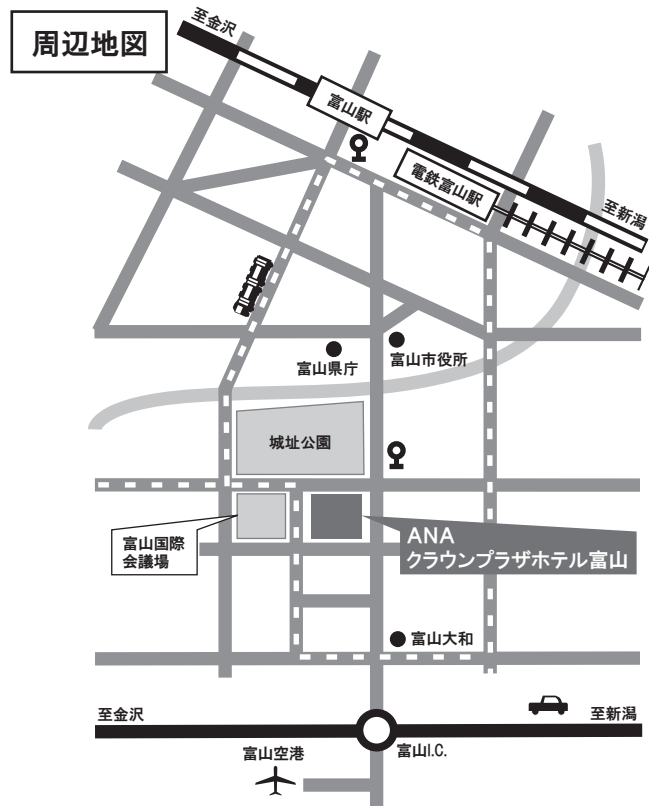 周辺地図
至金沢
富山駅
電鉄富山駅
至新潟
富山県庁
富山市役所
城址公園
富山国際
会議場
ANA
クラウンプラザホテル富山
富山大和
至金沢
至新潟
富山I.C.
富山空港